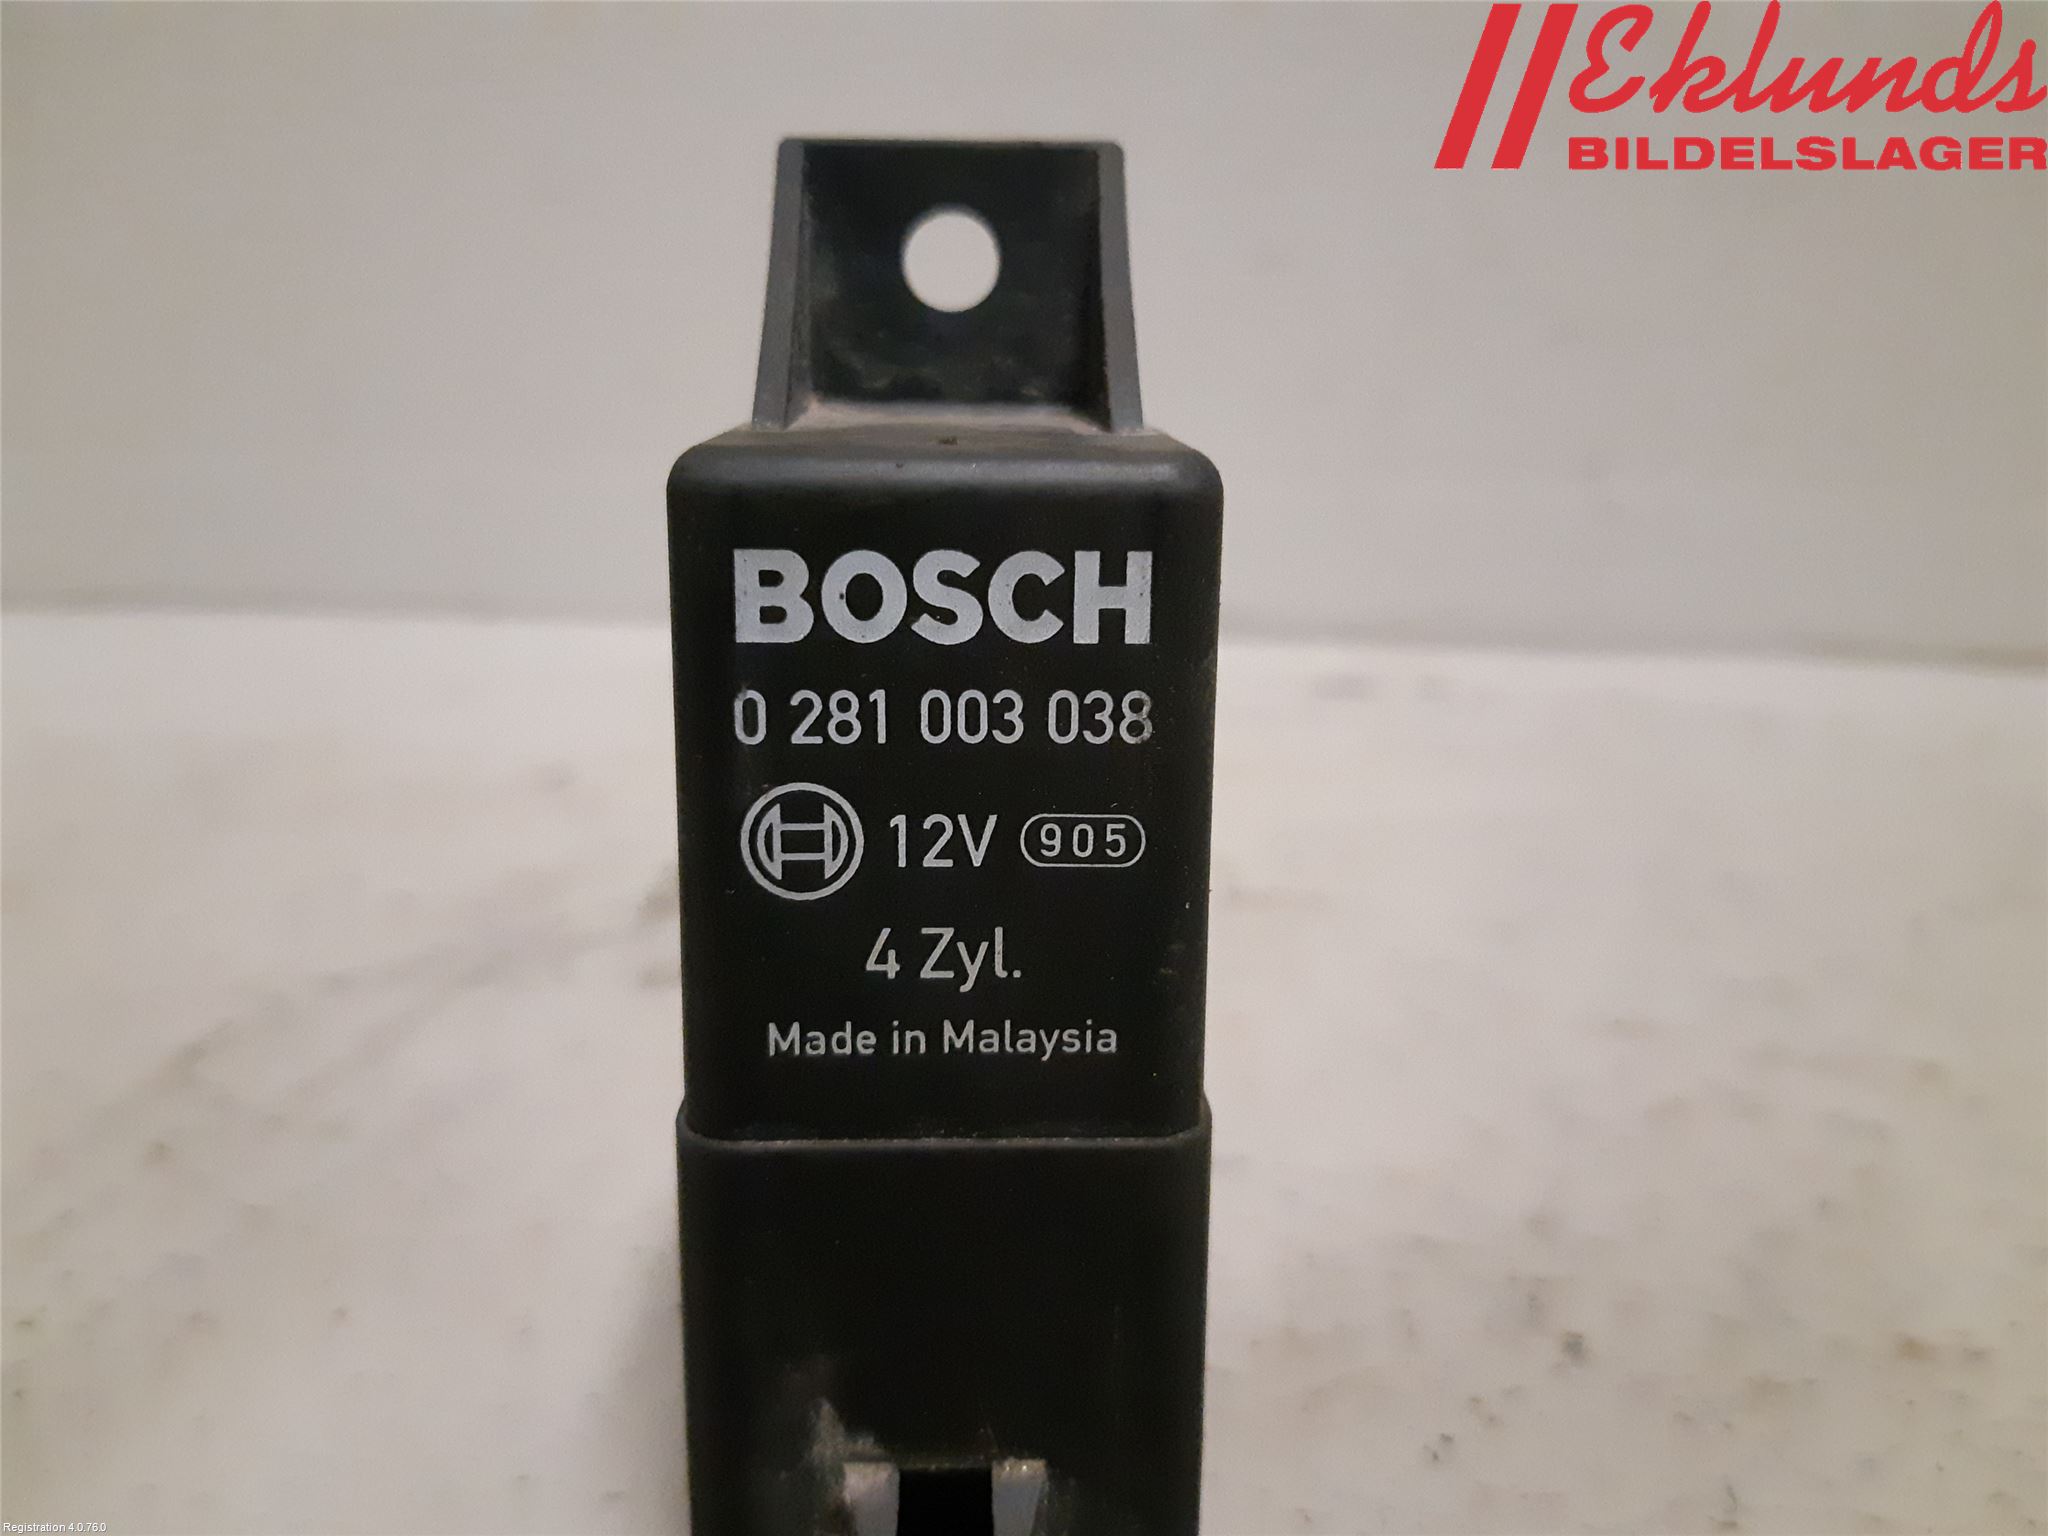 Eklunds
BILDELSLAGER
BOSCH
0 281 003 038
12V 905
4 Zyl.
Made in Malaysia
Registration 4.0.76.0